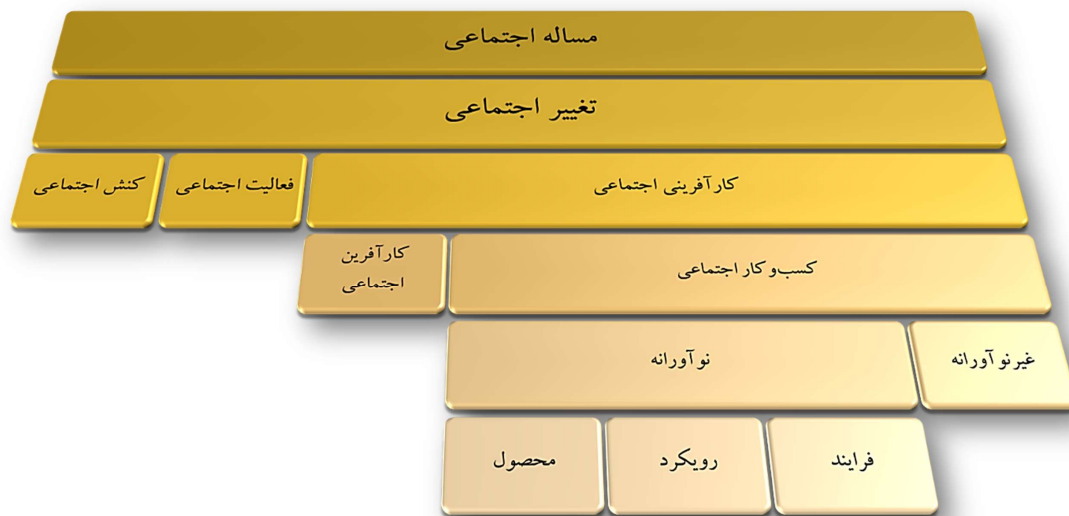 مساله اجتماعی
تغییر اجتماعی
کارآفرینی اجتماعی
فعالیت اجتماعی
کنش اجتماعی
کسب‌و کار اجتماعی
کارآفرین
اجتماعی
غیرنوآورانه
نوآورانه
فرایند
رویکرد
محصول